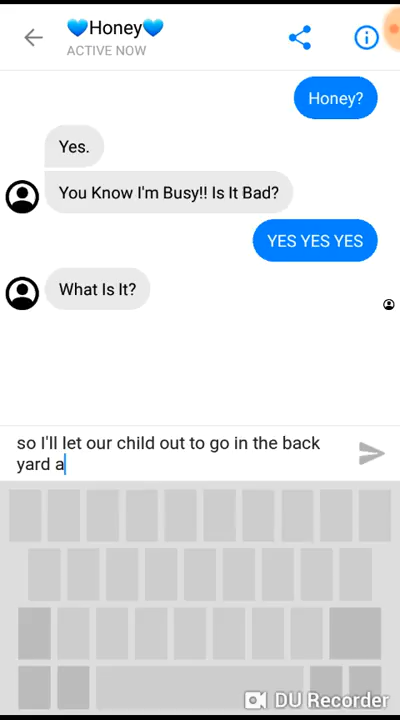 💙Honey💙
ACTIVE NOW
Honey?
Yes.
You Know I'm Busy!! Is It Bad?
YES YES YES
What Is It?
so I'll let our child out to go in the back
yard a
DU Recorder